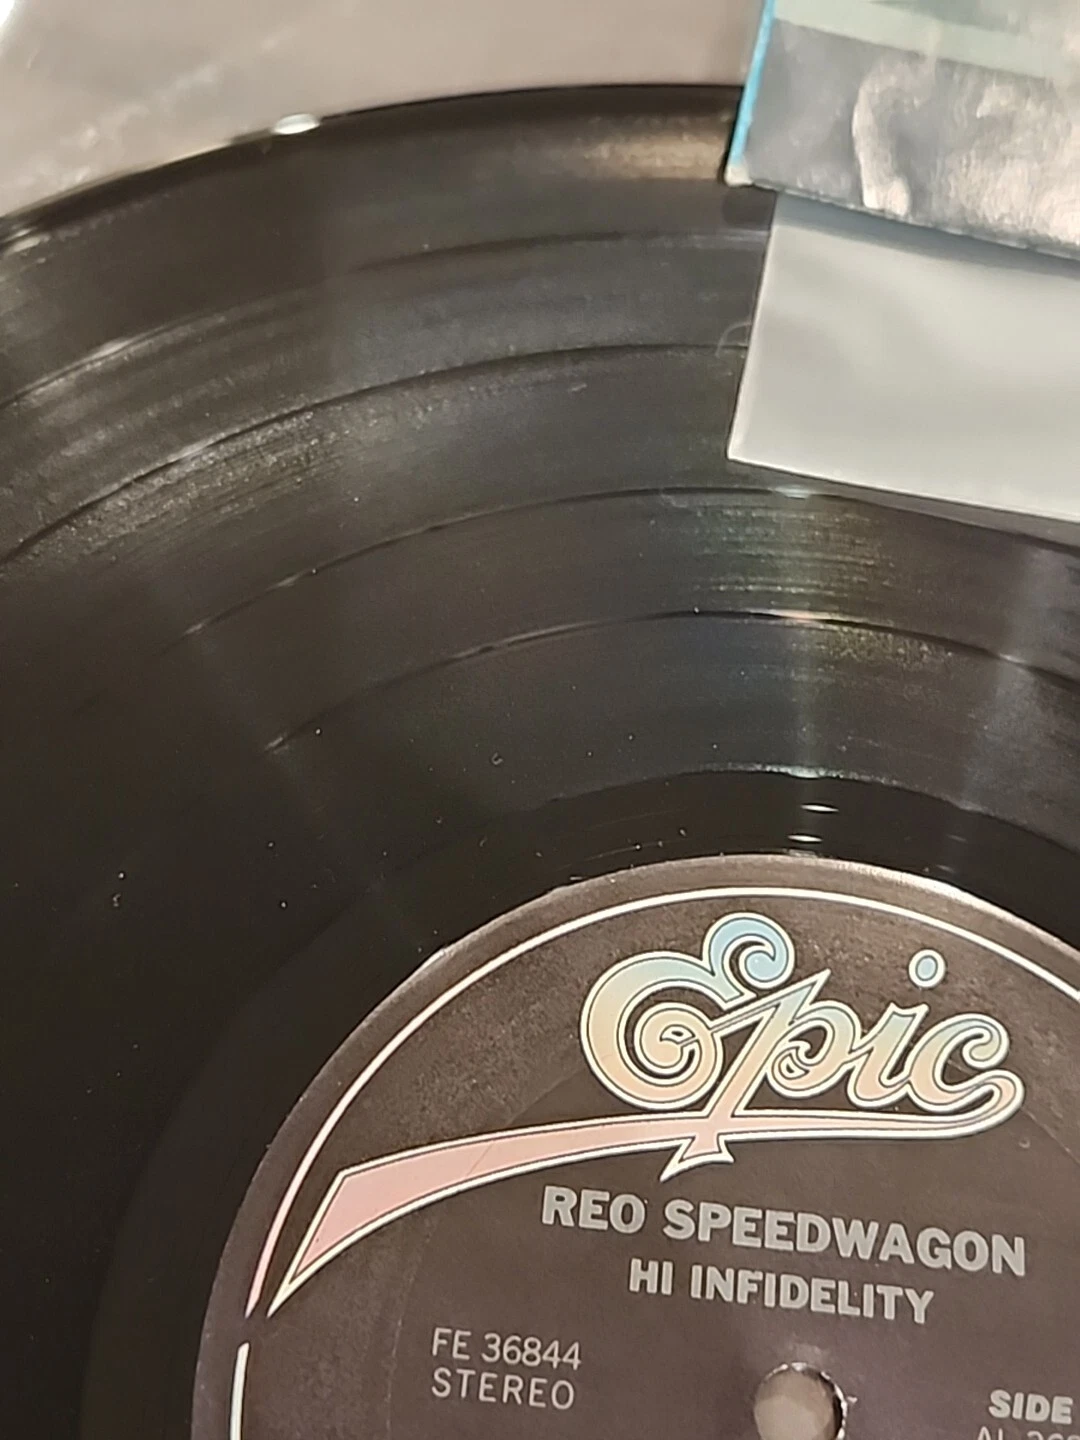 Epic
REO SPEEDWAGON
HI INFIDELITY
FE 36844
STEREO
SIDE